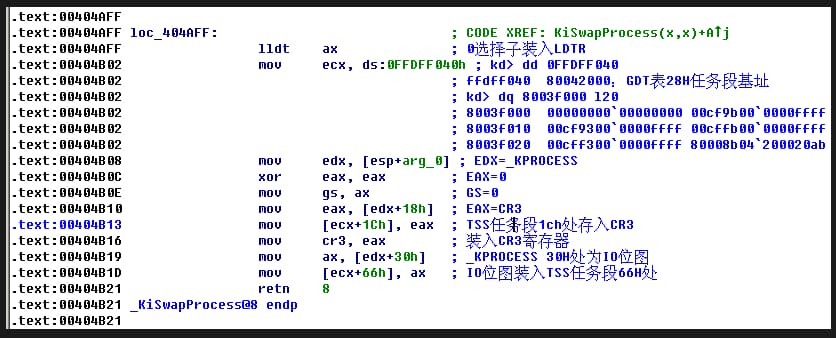 .text:00404AFF
.text:00404AFF loc_404AFF: ; CODE XREF: KiSwapProcess(x,x)+A↑j
.text:00404AFF lldt ax ; 0选择子装入LDTR
.text:00404B02 mov ecx, ds:0FFDFF040h ; kd> dd 0FFDFF040
.text:00404B02 ; ffdff040 80042000; GDT表28H任务段基址
.text:00404B02 ; kd> dq 8003f000 l20
.text:00404B02 ; 8003f000 00000000`00000000 00cf9b00`0000ffff
.text:00404B02 ; 8003f010 00cf9300`0000ffff 00cffb00`0000ffff
.text:00404B02 ; 8003f020 00cff300`0000ffff 80008b04`200020ab
.text:00404B08 mov edx, [esp+arg_0] ; EDX=_KPROCESS
.text:00404B0C xor eax, eax ; EAX=0
.text:00404B0E mov gs, ax ; GS=0
.text:00404B10 mov eax, [edx+18h] ; EAX=CR3
.text:00404B13 mov [ecx+1Ch], eax ; TSS任务段1ch处存入CR3
.text:00404B16 mov cr3, eax ; 装入CR3寄存器
.text:00404B19 mov ax, [edx+30h] ; _KPROCESS 30H处为IO位图
.text:00404B1D mov [ecx+66h], ax ; IO位图装入TSS任务段66H处
.text:00404B21 retn 8
.text:00404B21 _KiSwapProcess@8 endp
.text:00404B21